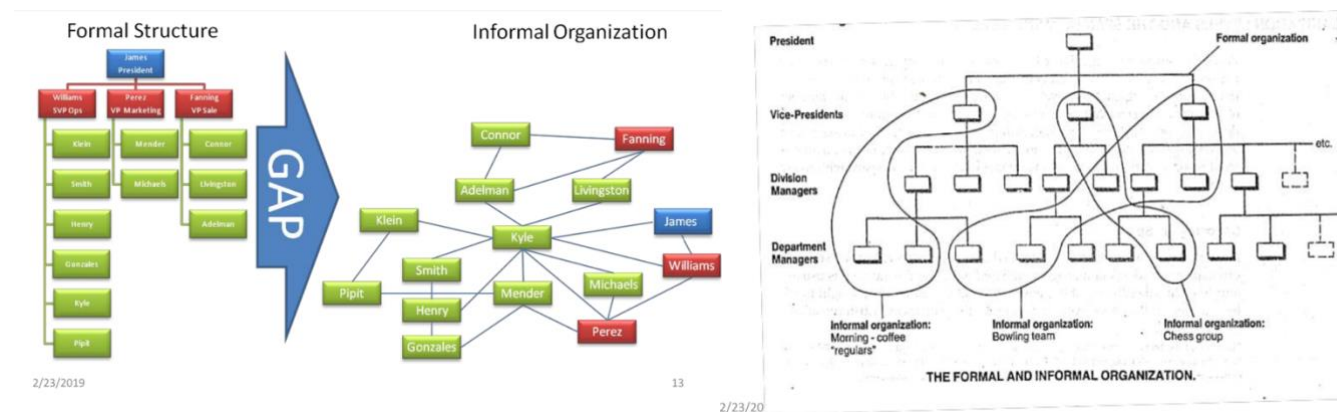 Formal Structure
James
President
Williams
SVP Ops
Perez
VP Marketing
Fanning
VP Sale
Klein
Mender
Connor
Smith
Michaels
Livingston
Henry
Adelman
Gonzales
Kyle
Pipit
GAP
Informal Organization
Connor
Fanning
Adelman
Livingston
Klein
James
Kyle
Smith
Williams
Pipit
Mender
Michaels
Henry
Perez
Gonzales
2/23/2019
13
President
Formal organization
Vice-Presidents
etc.
Division
Managers
Department
Managers
Informal organization:
Morning - coffee
"regulars"
Informal organization:
Bowling team
Informal organization:
Chess group
THE FORMAL AND INFORMAL ORGANIZATION.
2/23/20